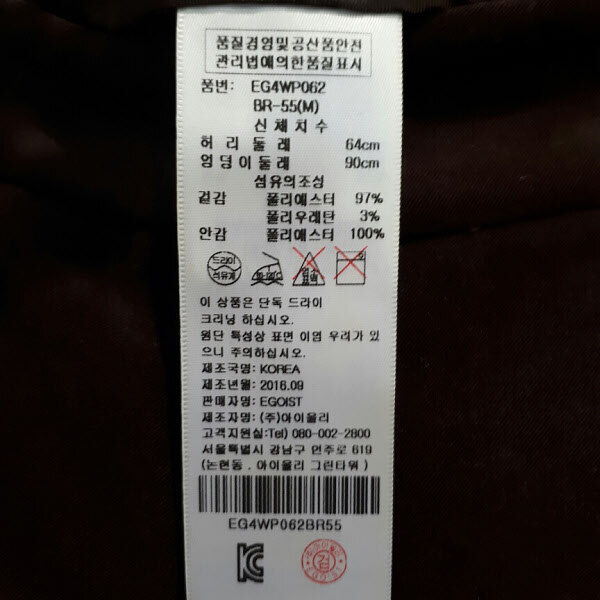 품질경영및공산품안전
관리법에의한품질표시
품번: EG4WP062
BR-55(M)
신체치수
허리둘레 64cm
엉덩이둘레 90cm
섬유의조성
겉감 폴리에스터 97%
폴리우레탄 3%
안감 폴리에스터 100%
드라이
석유계
염소
표백
이 상품은 단독 드라이
크리닝 하십시오.
원단 특성상 표면 이염 우려가 있
으니 주의하십시오.
제조국명: KOREA
제조년월: 2016.09
판매자명: EGOIST
제조자명: (주)아이올리
고객지원실:Tel) 080-002-2800
서울특별시 강남구 언주로 619
(논현동 , 아이올리 그린타워 )
EG4WP062BR55
검